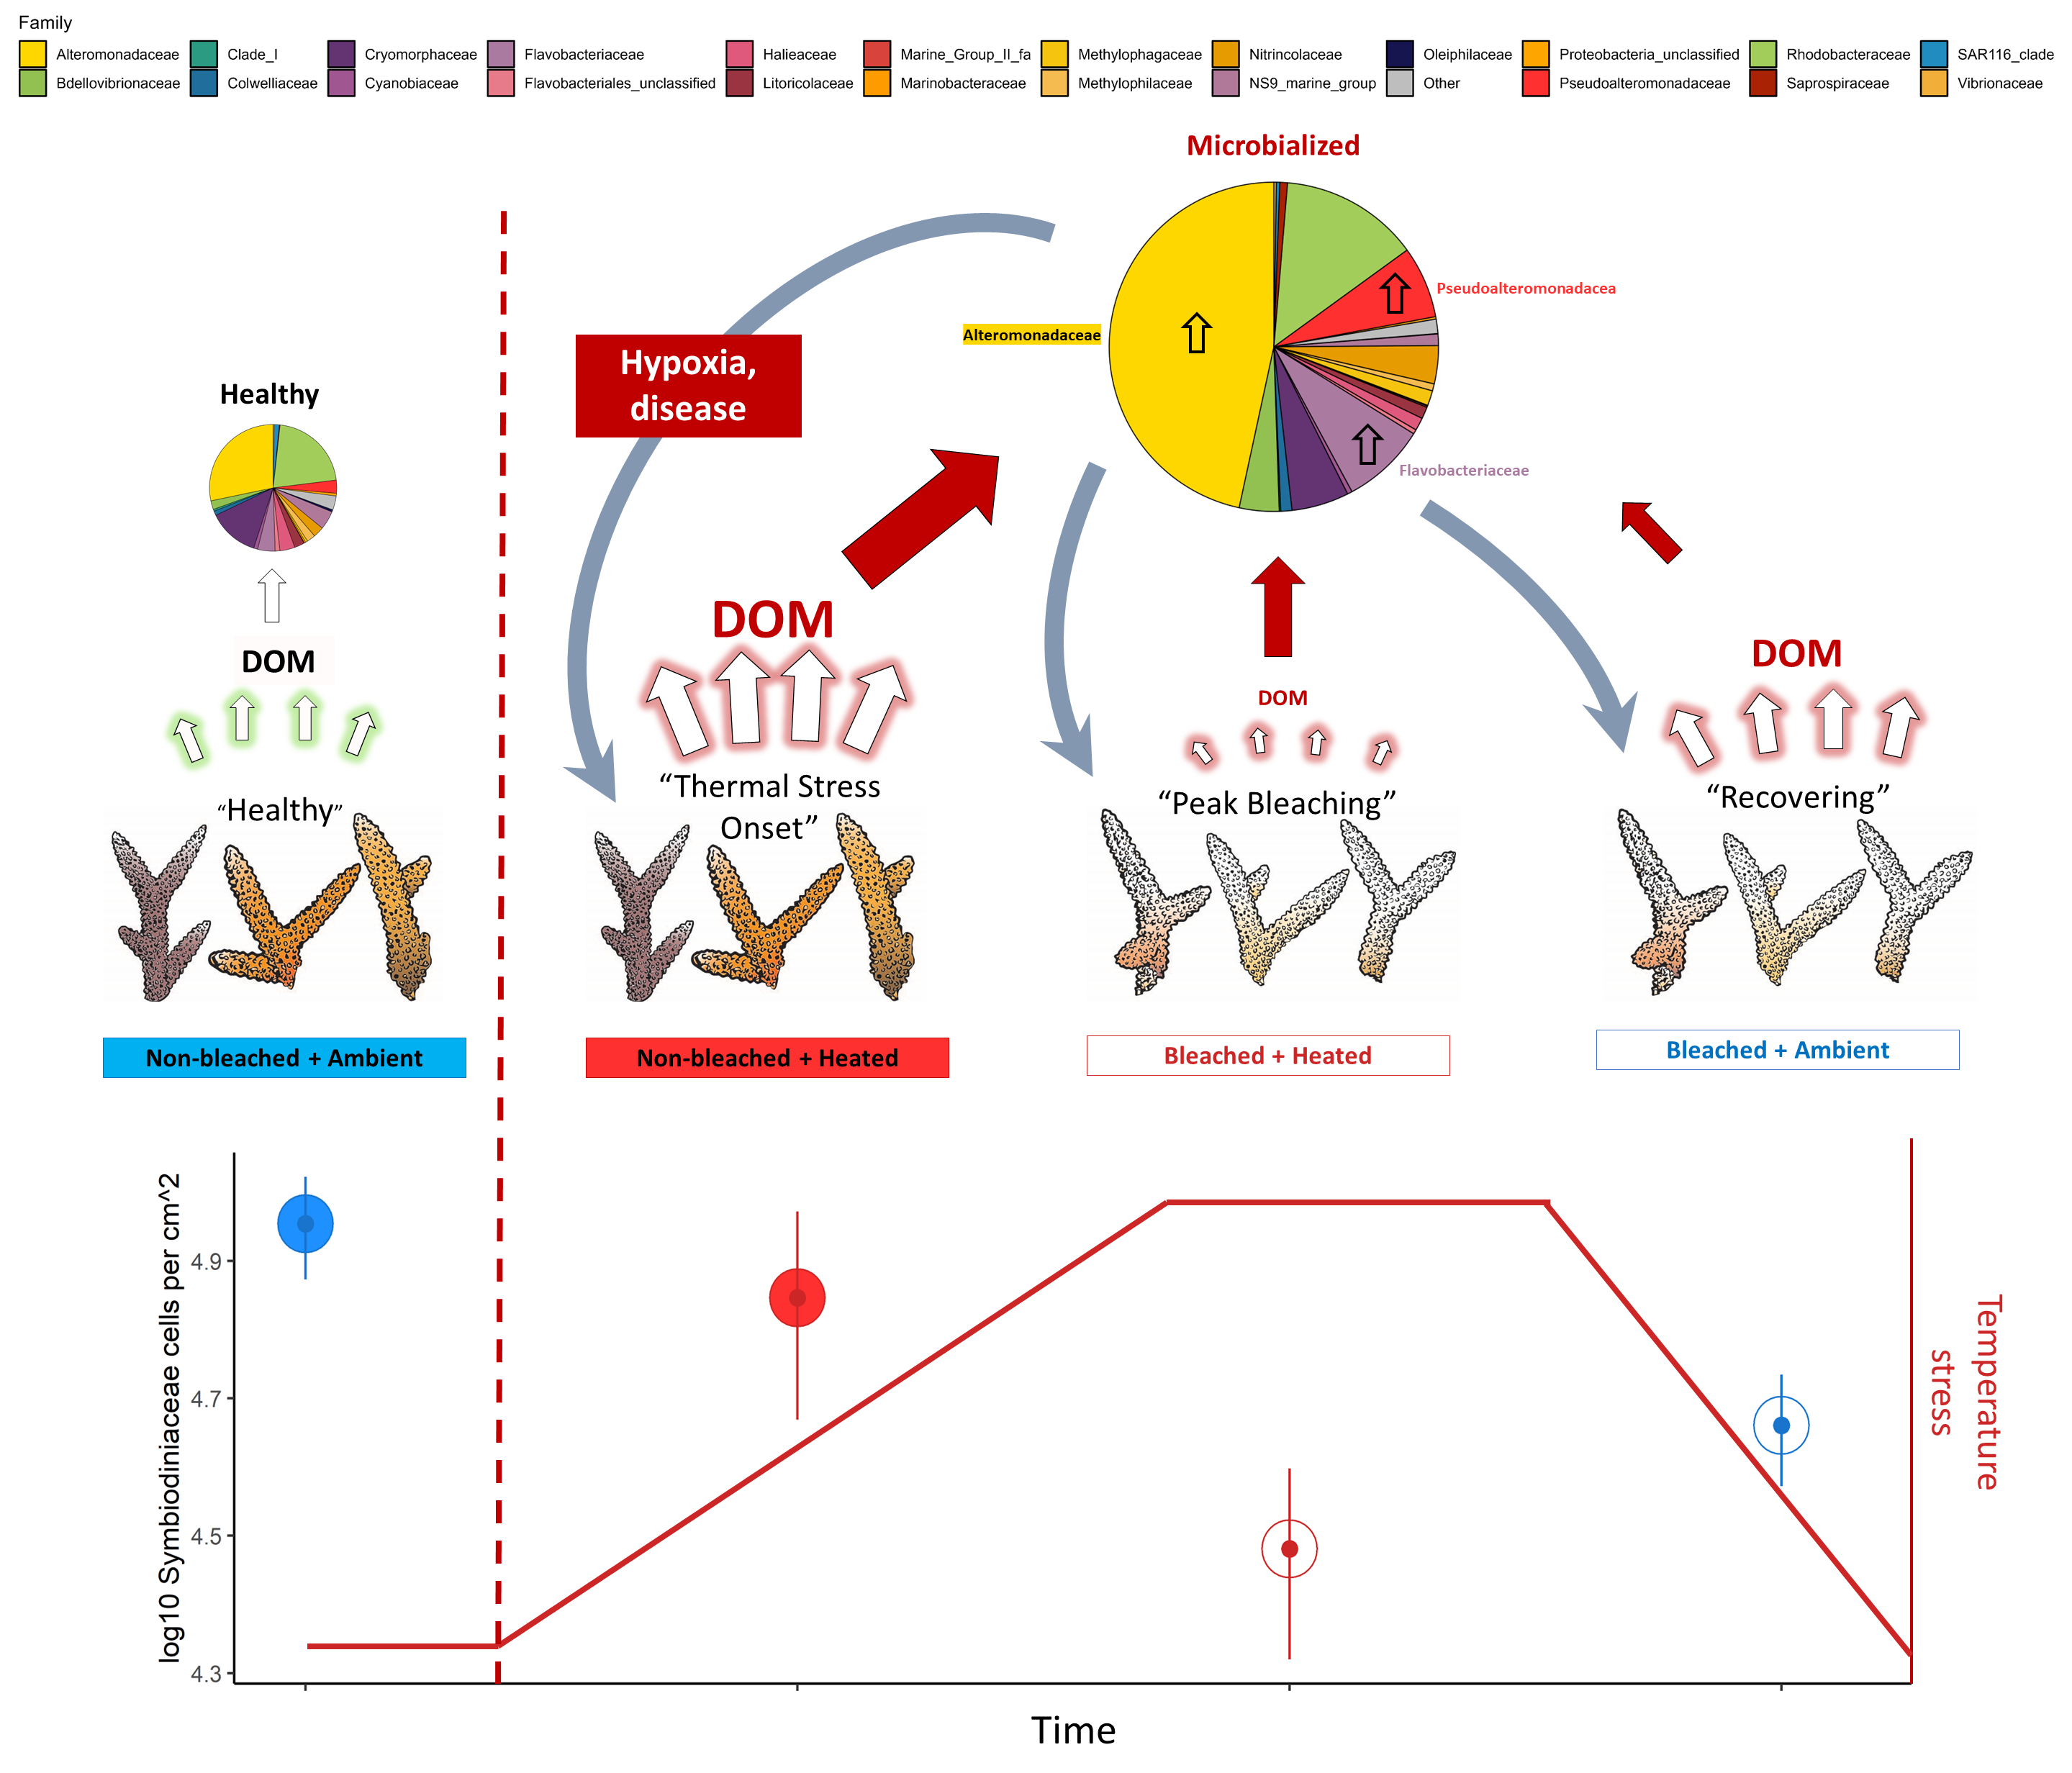 Family
Alteromonadaceae Clade_I Cryomorphaceae Flavobacteriaceae Halieaceae Marine_Group_II_fa Methylophagaceae Nitrincolaceae Oleiphilaceae Proteobacteria_unclassified Rhodobacteraceae SAR116_clade
Bdellovibrionaceae Colwelliaceae Cyanobiaceae Flavobacteriales_unclassified Litoricolaceae Marinobacteraceae Methylophilaceae NS9_marine_group Other Pseudoalteromonadaceae Saprospiraceae Vibrionaceae
Microbialized
Pseudoalteromonadacea
Alteromonadaceae
Hypoxia,
disease
Healthy
Flavobacteriaceae
DOM
DOM
DOM
DOM
"Healthy"
“Thermal Stress
Onset”
“Peak Bleaching”
“Recovering”
Non-bleached + Ambient
Non-bleached + Heated
Bleached + Heated
Bleached + Ambient
log10 Symbiodiniaceae cells per cm^2
4.9
4.7
4.5
4.3
Temperature
stress
Time